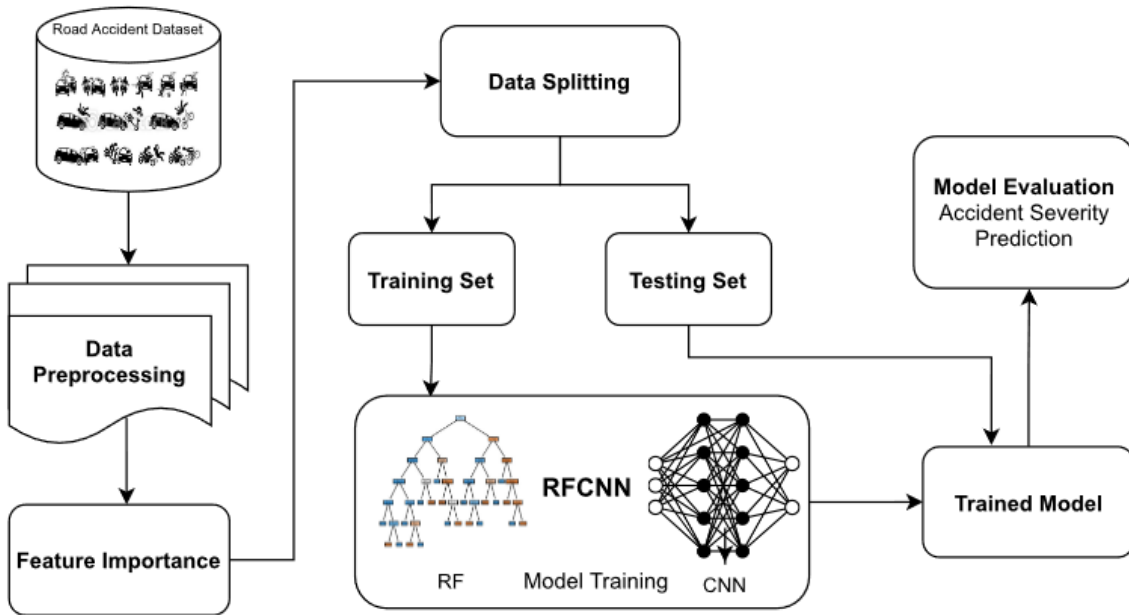 Road Accident Dataset
Data
Preprocessing
Feature Importance
Data Splitting
Training Set
Testing Set
RFCNN
RF
Model Training
CNN
Trained Model
Model Evaluation
Accident Severity
Prediction